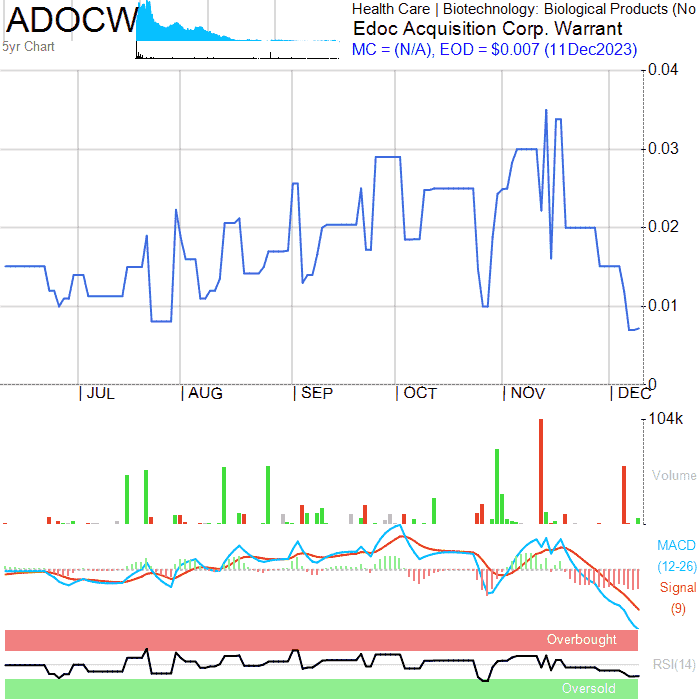 ADOCW
Health Care | Biotechnology: Biological Products (No
Edoc Acquisition Corp. Warrant
5yr Chart
MC = (N/A), EOD = $0.007 (11Dec2023)
0.04
0.03
0.02
0.01
0
| JUL | AUG | SEP | OCT | NOV | DEC
104k
Volume
MACD
(12-26)
Signal
(9)
Overbought
RSI(14)
Oversold